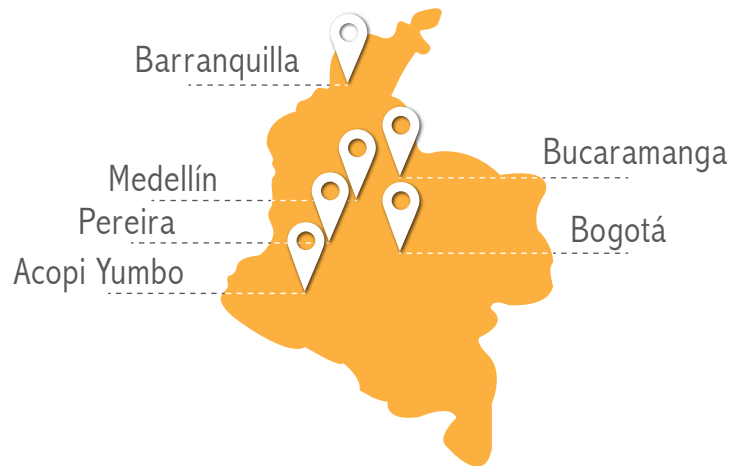 Barranquilla
Bucaramanga
Medellín
Pereira
Bogotá
Acopi Yumbo